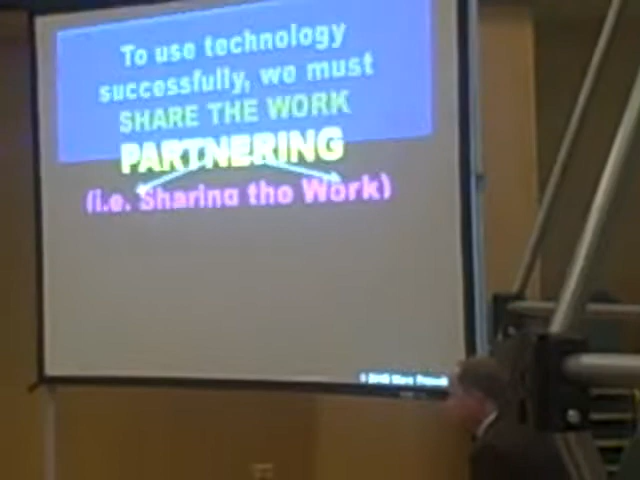 To use technology
successfully, we must
SHARE THE WORK
PARTNERING
(i.e. Sharing the Work)